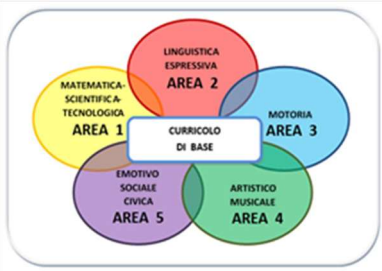 LINGUISTICA
ESPRESSIVA
AREA 2
MATEMATICA-
SCIENTIFICA-
TECNOLOGICA
AREA 1
MOTORIA
AREA 3
CURRICOLO
DI BASE
EMOTIVO
SOCIALE
CIVICA
AREA 5
ARTISTICO
MUSICALE
AREA 4